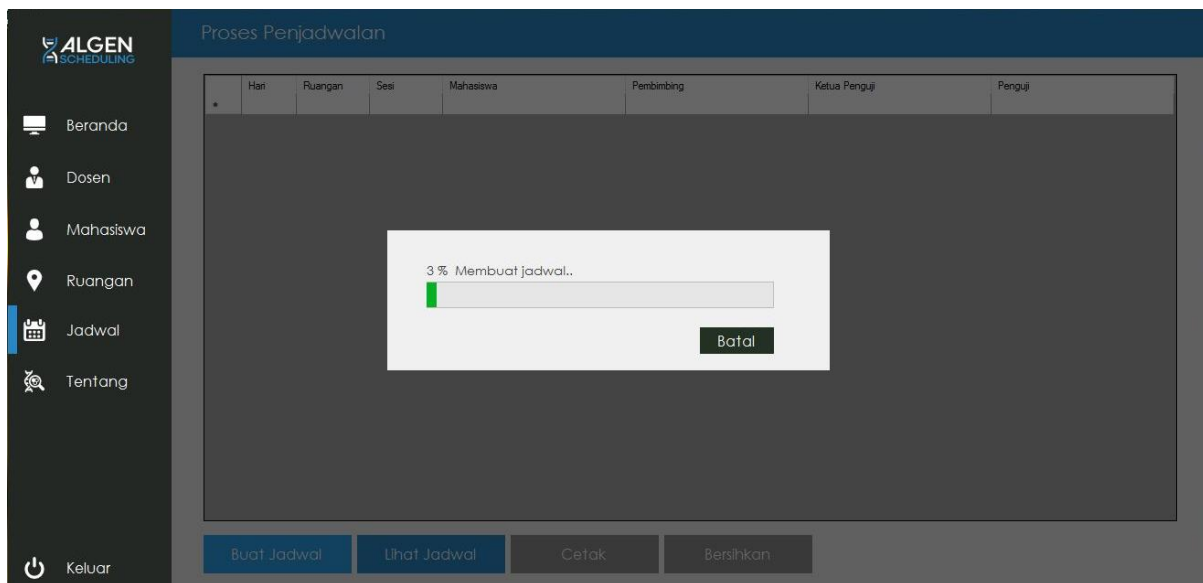 ALGEN
SCHEDULING
Proses Penjadwalan
Hari Ruangan Sesi Mahasiswa Pembimbing Ketua Penguji Penguji
*
Beranda
Dosen
Mahasiswa
Ruangan
Jadwal
Tentang
Keluar
3 % Membuat jadwal..
Batal
Buat Jadwal Lihat Jadwal Cetak Bersihkan